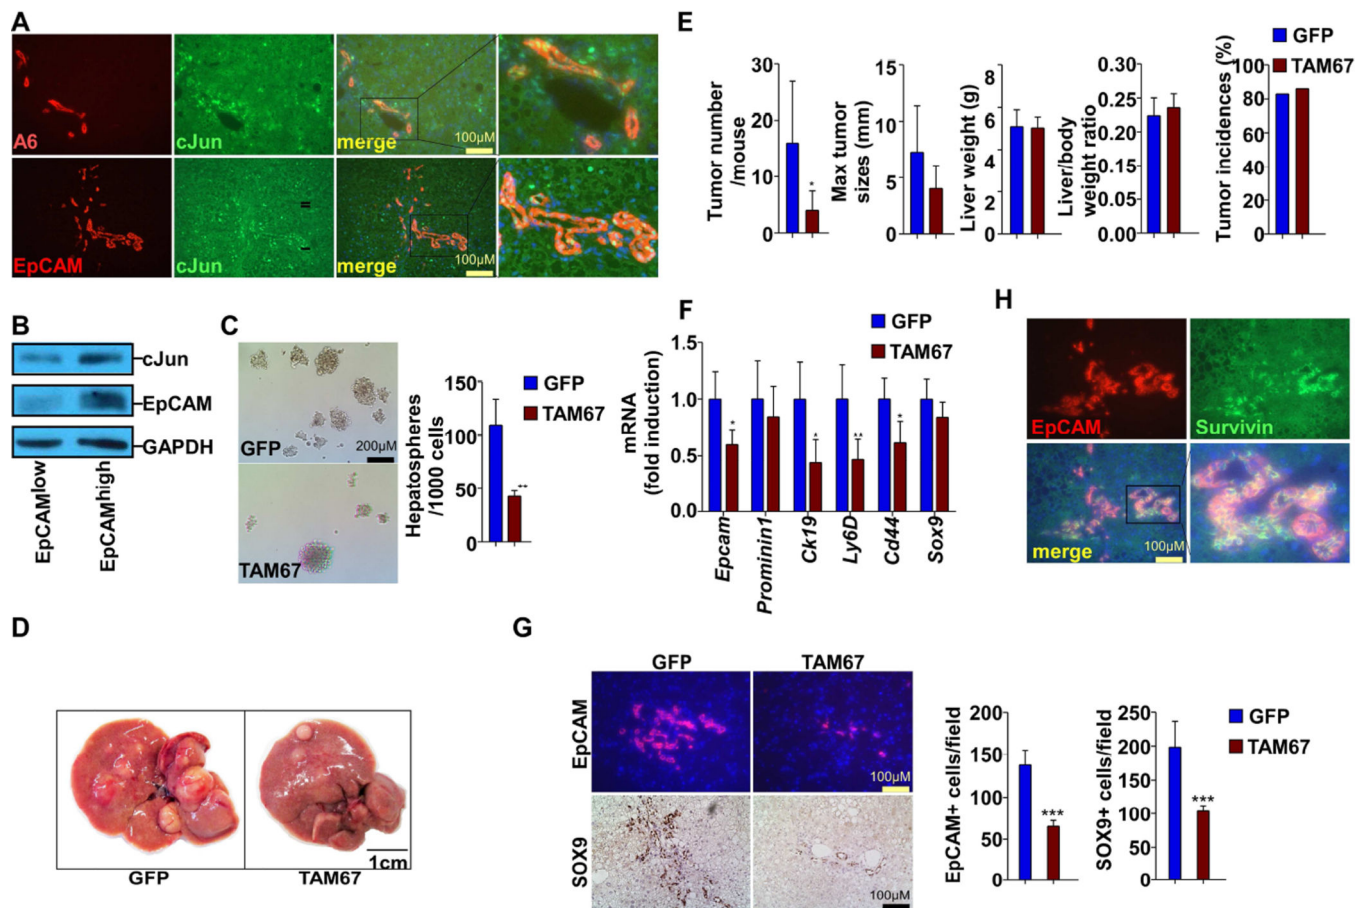 A
A6
cJun
merge
100µM
EpCAM
cJun
merge
100µM
B
cJun
EpCAM
GAPDH
EpCAMlow
EpCAMhigh
C
GFP
200µM
TAM67
Hepatospheres
/1000 cells
150
100
50
0
**
GFP
TAM67
D
GFP
TAM67
1cm
E
GFP
TAM67
Tumor number
/mouse
30
20
10
0
*
Max tumor
sizes (mm)
15
10
5
0
Liver weight (g)
8
6
4
2
0
Liver/body
weight ratio
0.30
0.25
0.20
0.15
0.10
0.05
0.00
Tumor incidences (%)
100
80
60
40
20
0
F
GFP
TAM67
mRNA
(fold induction)
1.5
1.0
0.5
0.0
*
*
**
*
Epcam
Prominin1
Ck19
Ly6D
Cd44
Sox9
G
GFP
TAM67
EpCAM
100µM
SOX9
100µM
EpCAM+ cells/field
200
150
100
50
0
***
SOX9+ cells/field
250
200
150
100
50
0
***
GFP
TAM67
H
EpCAM
Survivin
merge
100µM